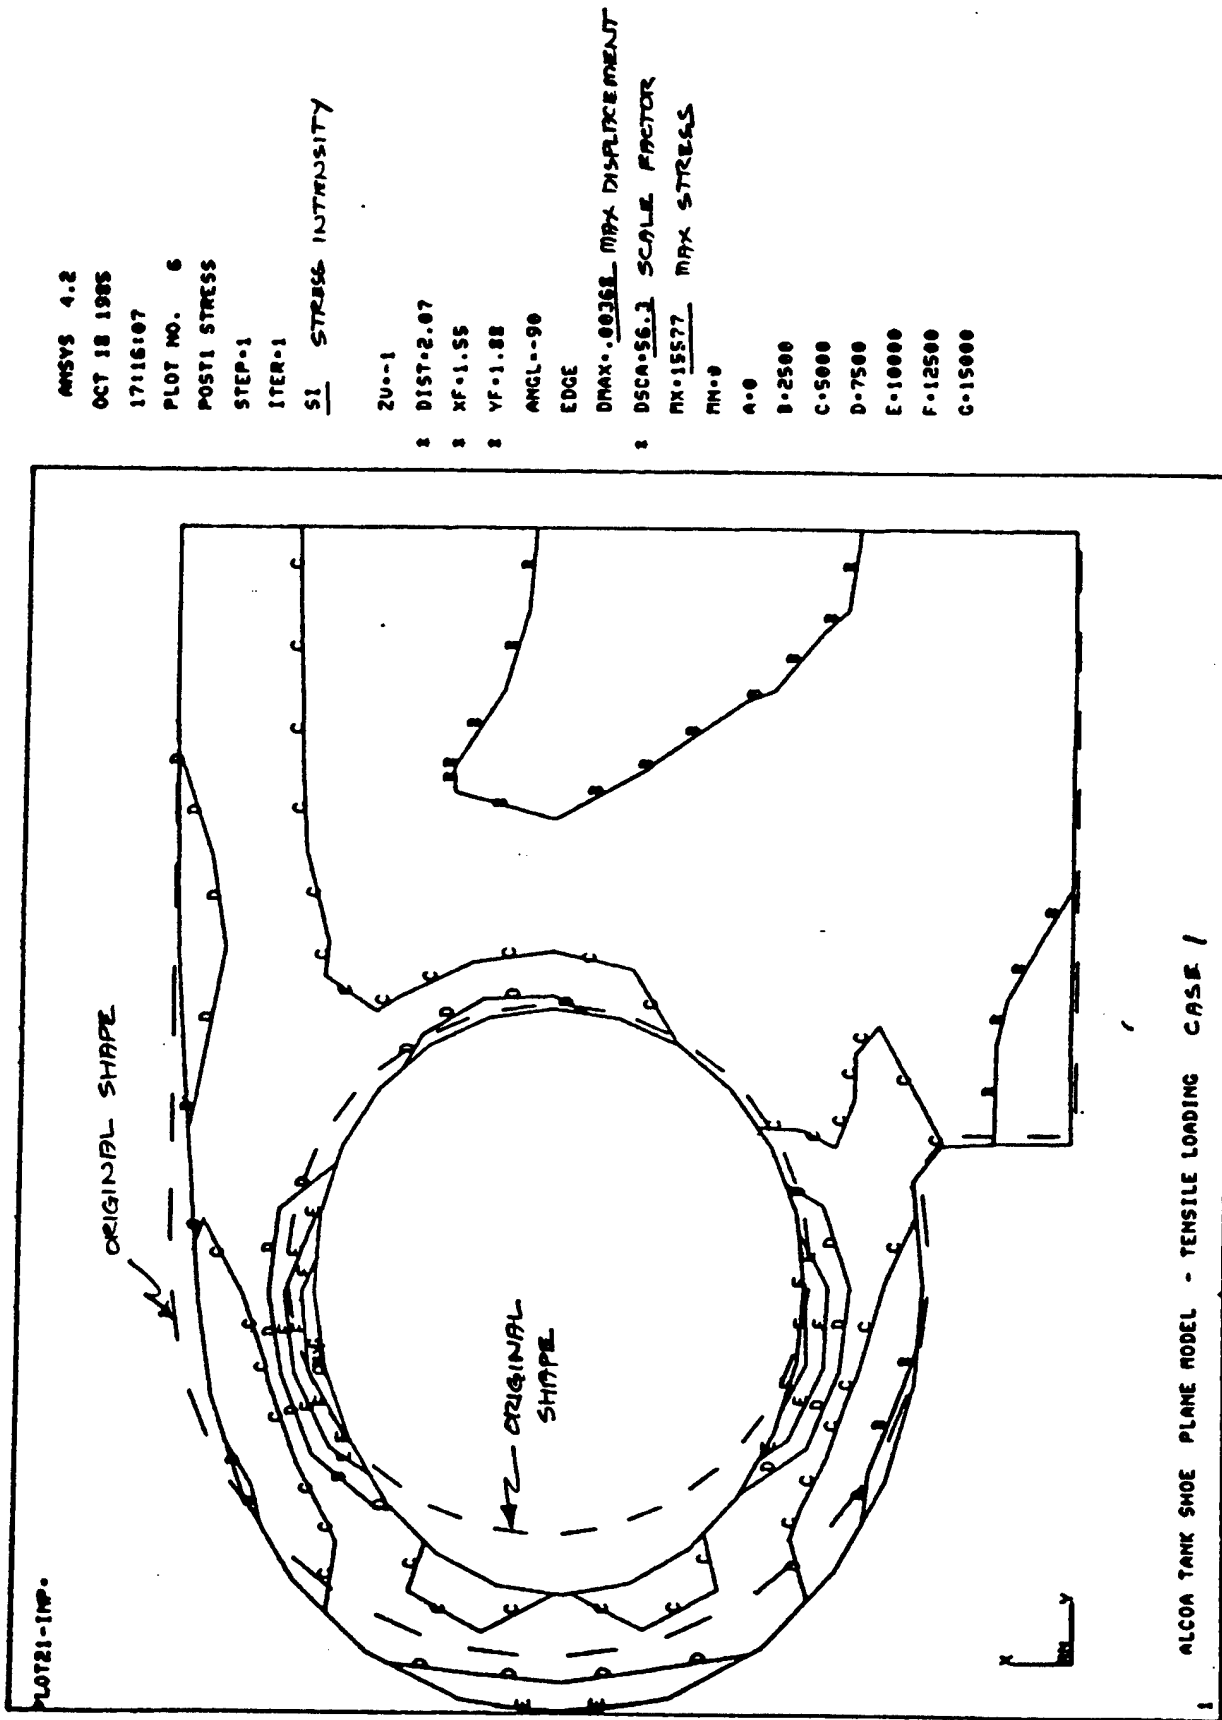 PLOT21-INP=
ORIGINAL SHAPE
ORIGINAL
SHAPE
ANSYS 4.2
OCT 18 1985
17:16:07
PLOT NO. 6
POST1 STRESS
STEP=1
ITER=1
SI STRESS INTENSITY
ZV=-1
* DIST=2.07
* XF=1.55
* YF=1.88
ANGL=-90
EDGE
DMAX=.00368 MAX DISPLACEMENT
* DSCA=56.3 SCALE FACTOR
MX=15577 MAX STRESS
MN=0
A=0
B=2500
C=5000
D=7500
E=10000
F=12500
G=15000
X
Y
1 ALCOA TANK SHOE PLANE MODEL - TENSILE LOADING CASE 1